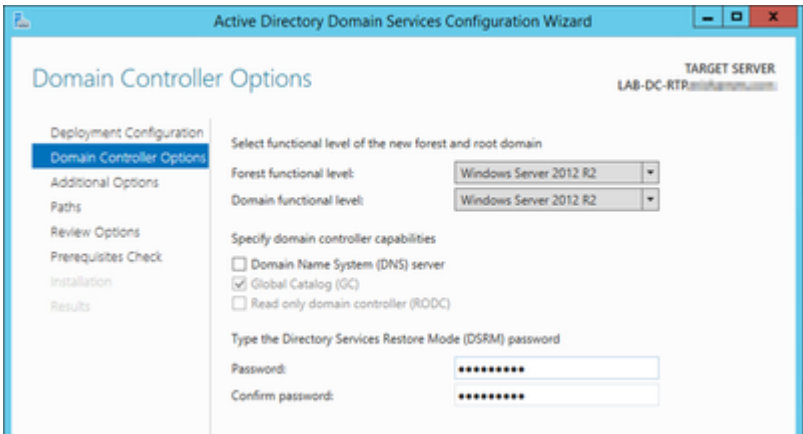 Active Directory Domain Services Configuration Wizard
Domain Controller Options
TARGET SERVER
LAB-DC-RTP
Deployment Configuration
Domain Controller Options
Additional Options
Paths
Review Options
Prerequisites Check
Installation
Results
Select functional level of the new forest and root domain
Forest functional level: Windows Server 2012 R2
Domain functional level: Windows Server 2012 R2
Specify domain controller capabilities
Domain Name System (DNS) server
Global Catalog (GC)
Read only domain controller (RODC)
Type the Directory Services Restore Mode (DSRM) password
Password: •••••••••
Confirm password: •••••••••